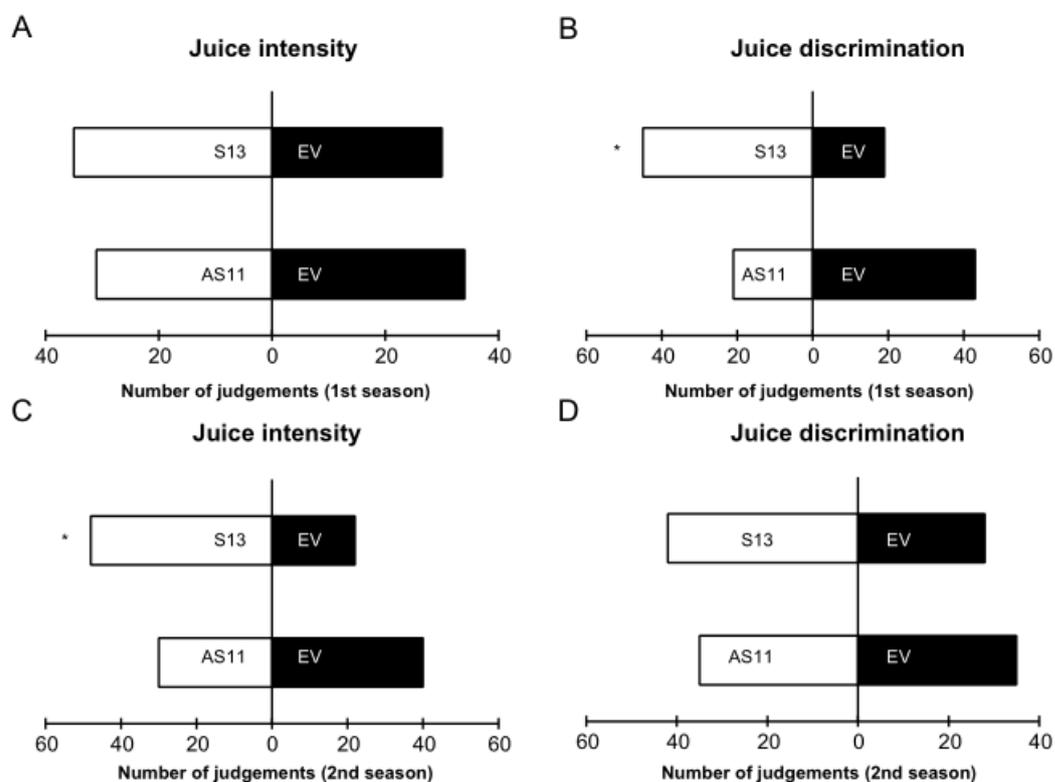 A
Juice intensity
S13 EV
AS11 EV
40 20 0 20 40
Number of judgements (1st season)
B
Juice discrimination
* S13 EV
AS11 EV
60 40 20 0 20 40 60
Number of judgements (1st season)
C
Juice intensity
* S13 EV
AS11 EV
60 40 20 0 20 40 60
Number of judgements (2nd season)
D
Juice discrimination
S13 EV
AS11 EV
60 40 20 0 20 40
Number of judgements (2nd season)